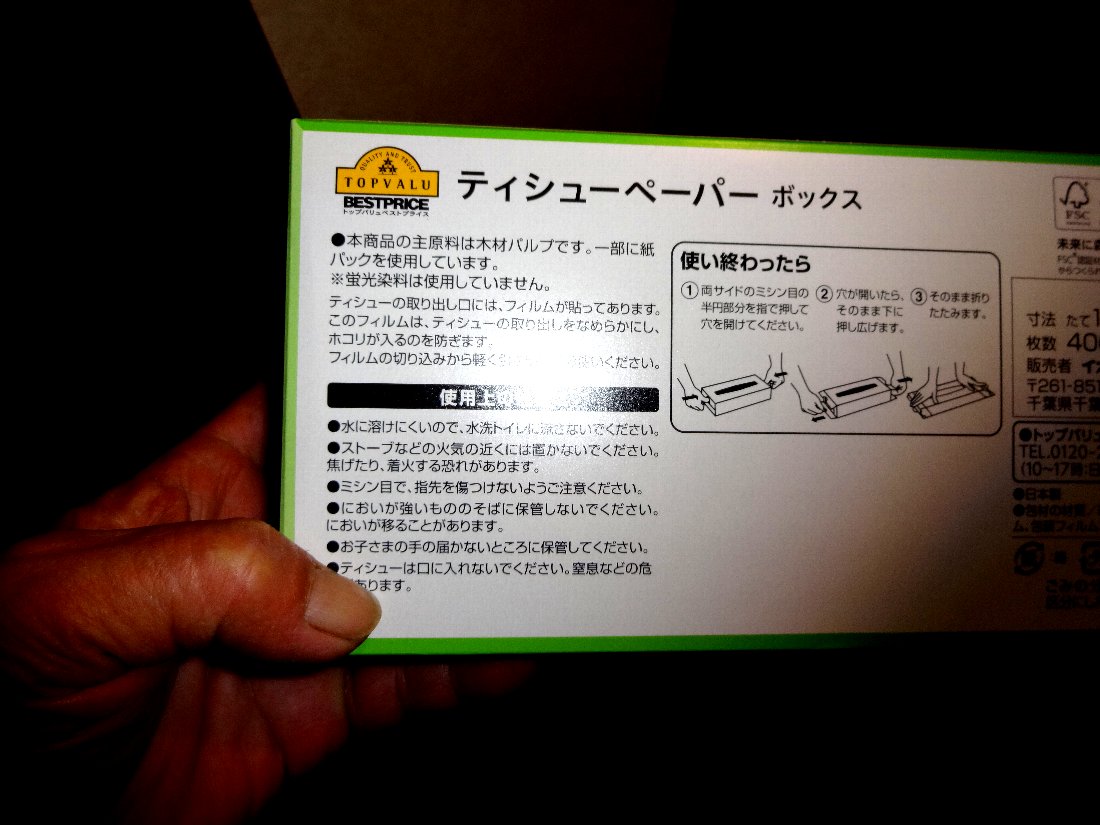 QUALITY AND TRUST
TOPVALU
BESTPRICE
トップバリュベストプライス
ティシューペーパー ボックス
●本商品の主原料は木材パルプです。一部に紙
パックを使用しています。
※蛍光染料は使用していません。
ティシューの取り出し口には、フィルムが貼ってあります。
このフィルムは、ティシューの取り出しをなめらかにし、
ホコリが入るのを防ぎます。
フィルムの切り込みから軽く ください。
使用上の
●水に溶けにくいので、水洗トイレに流さないでください。
●ストーブなどの火気の近くには置かないでください。
焦げたり、着火する恐れがあります。
●ミシン目で、指先を傷つけないようご注意ください。
●においが強いもののそばに保管しないでください。
においが移ることがあります。
●お子さまの手の届かないところに保管してください。
●ティシューは口に入れないでください。窒息などの危
あります。
使い終わったら
① 両サイドのミシン目の
半円部分を指で押して
穴を開けてください。
② 穴が開いたら、
そのまま下に
押し広げます。
③ そのまま折り
たたみます。
FSC
未来に
寸法 たて1
枚数 40
販売者 イ
〒261-851
千葉県千
●トップバリュ
TEL.0120-
(10~17時:
●日本製